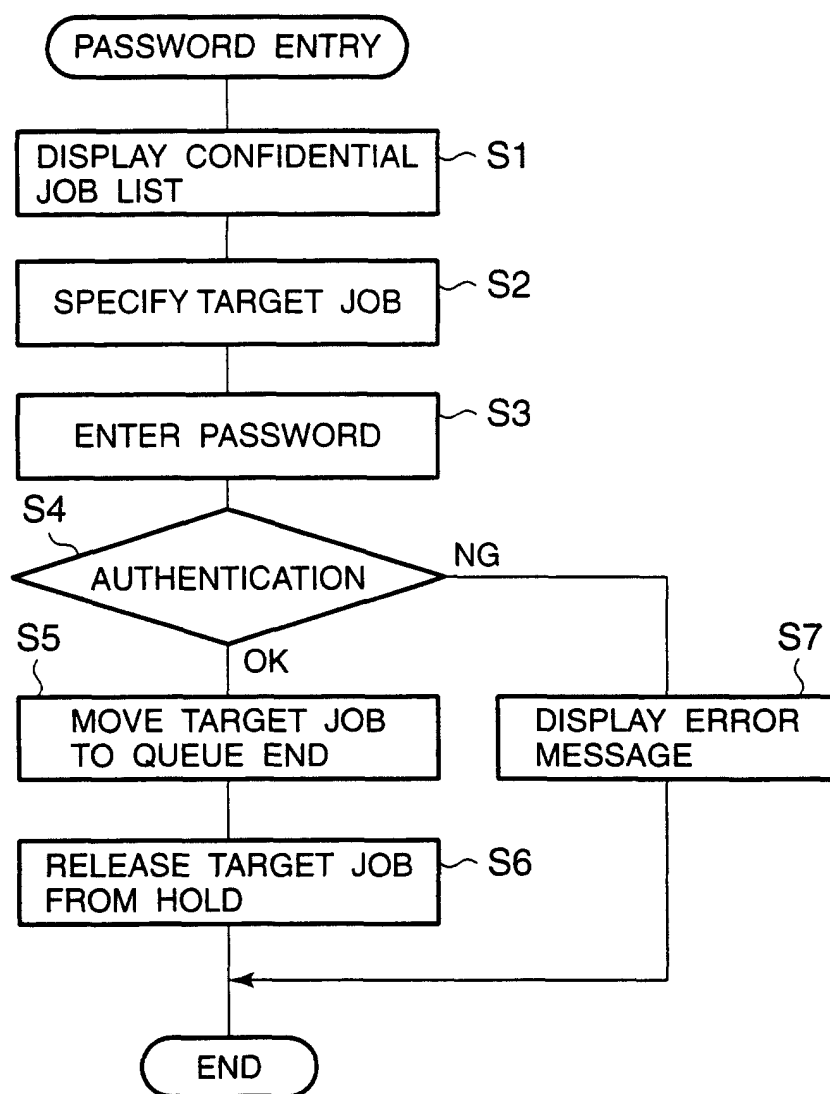 PASSWORD ENTRY
DISPLAY CONFIDENTIAL
JOB LIST
S1
SPECIFY TARGET JOB
S2
ENTER PASSWORD
S3
S4
AUTHENTICATION
NG
OK
S5
MOVE TARGET JOB
TO QUEUE END
S7
DISPLAY ERROR
MESSAGE
RELEASE TARGET JOB
FROM HOLD
S6
END